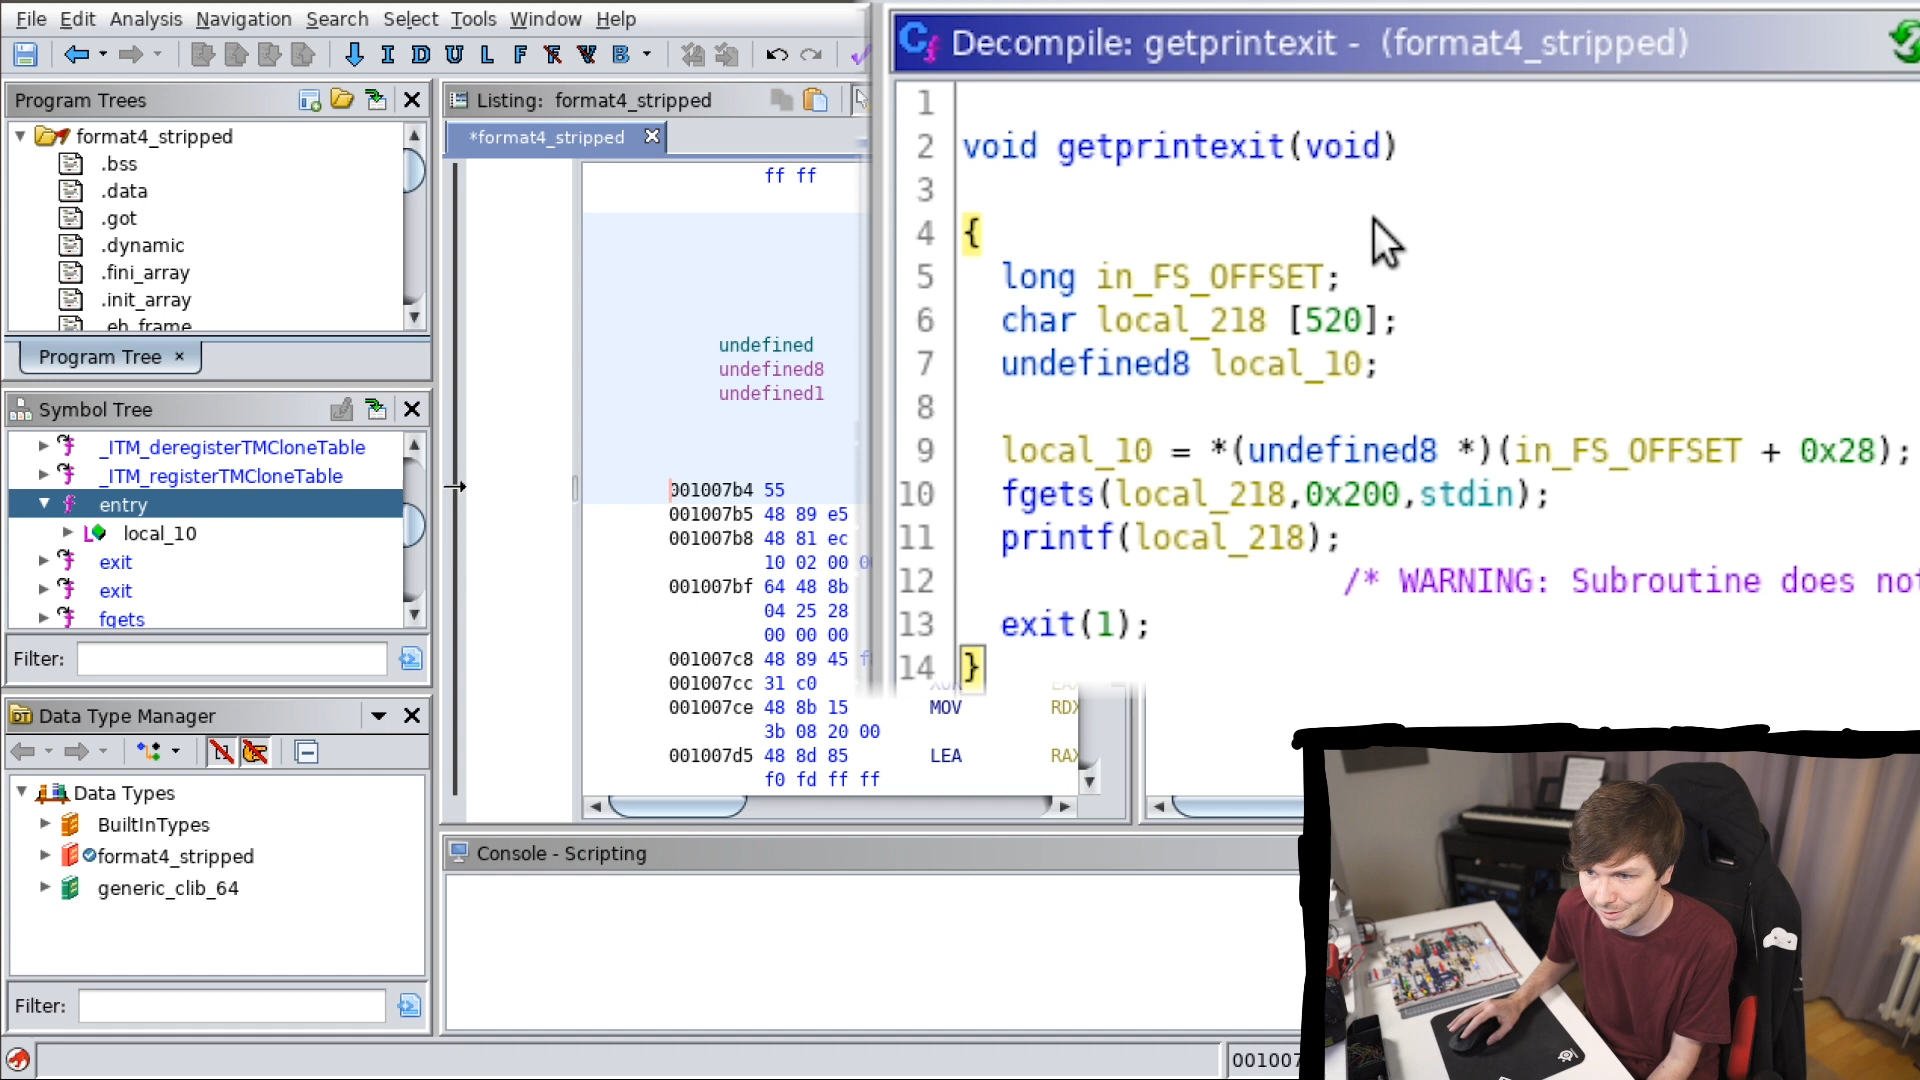 File Edit Analysis Navigation Search Select Tools Window Help
I D U L F F V B
Program Trees
format4_stripped
.bss
.data
.got
.dynamic
.fini_array
.init_array
.eh_frame
Program Tree ×
Symbol Tree
_ITM_deregisterTMCloneTable
_ITM_registerTMCloneTable
entry
local_10
exit
exit
fgets
Filter:
Data Type Manager
Data Types
BuiltInTypes
format4_stripped
generic_clib_64
Filter:
Listing: format4_stripped
*format4_stripped
ff ff
undefined
undefined8
undefined1
001007b4 55
001007b5 48 89 e5
001007b8 48 81 ec
10 02 00 0
001007bf 64 48 8b
04 25 28
00 00 00
001007c8 48 89 45
001007cc 31 c0
001007ce 48 8b 15 MOV RDX
3b 08 20 00
001007d5 48 8d 85 LEA RAX
f0 fd ff ff
Console - Scripting
001007
Decompile: getprintexit - (format4_stripped)
1
2 void getprintexit(void)
3
4 {
5 long in_FS_OFFSET;
6 char local_218 [520];
7 undefined8 local_10;
8
9 local_10 = *(undefined8 *)(in_FS_OFFSET + 0x28);
10 fgets(local_218,0x200,stdin);
11 printf(local_218);
12 /* WARNING: Subroutine does no
13 exit(1);
14 }